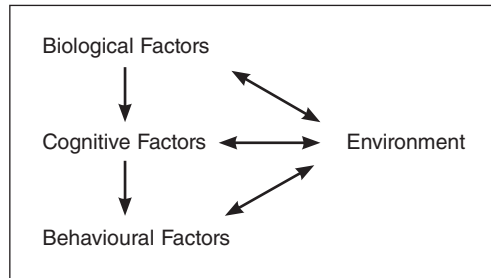 Biological Factors
Cognitive Factors
Environment
Behavioural Factors